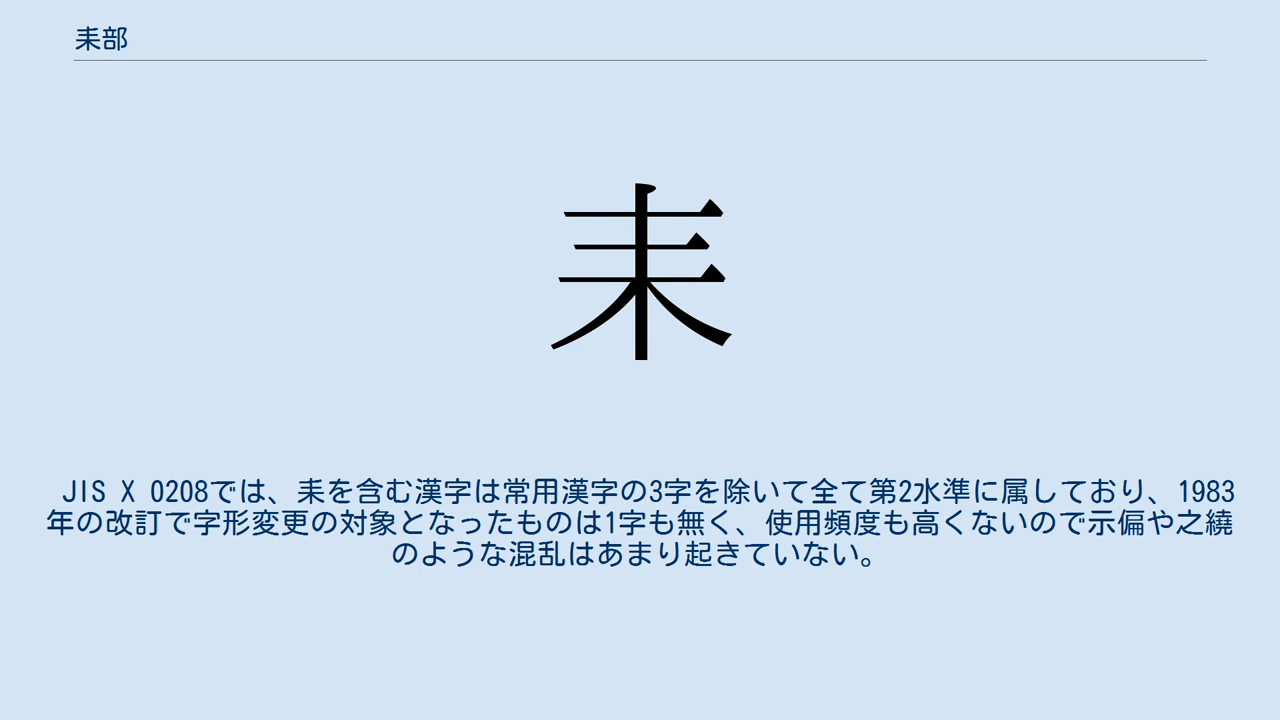 耒部
耒
JIS X 0208では、耒を含む漢字は常用漢字の3字を除いて全て第2水準に属しており、1983
年の改訂で字形変更の対象となったものは1字も無く、使用頻度も高くないので示偏や之繞
のような混乱はあまり起きていない。